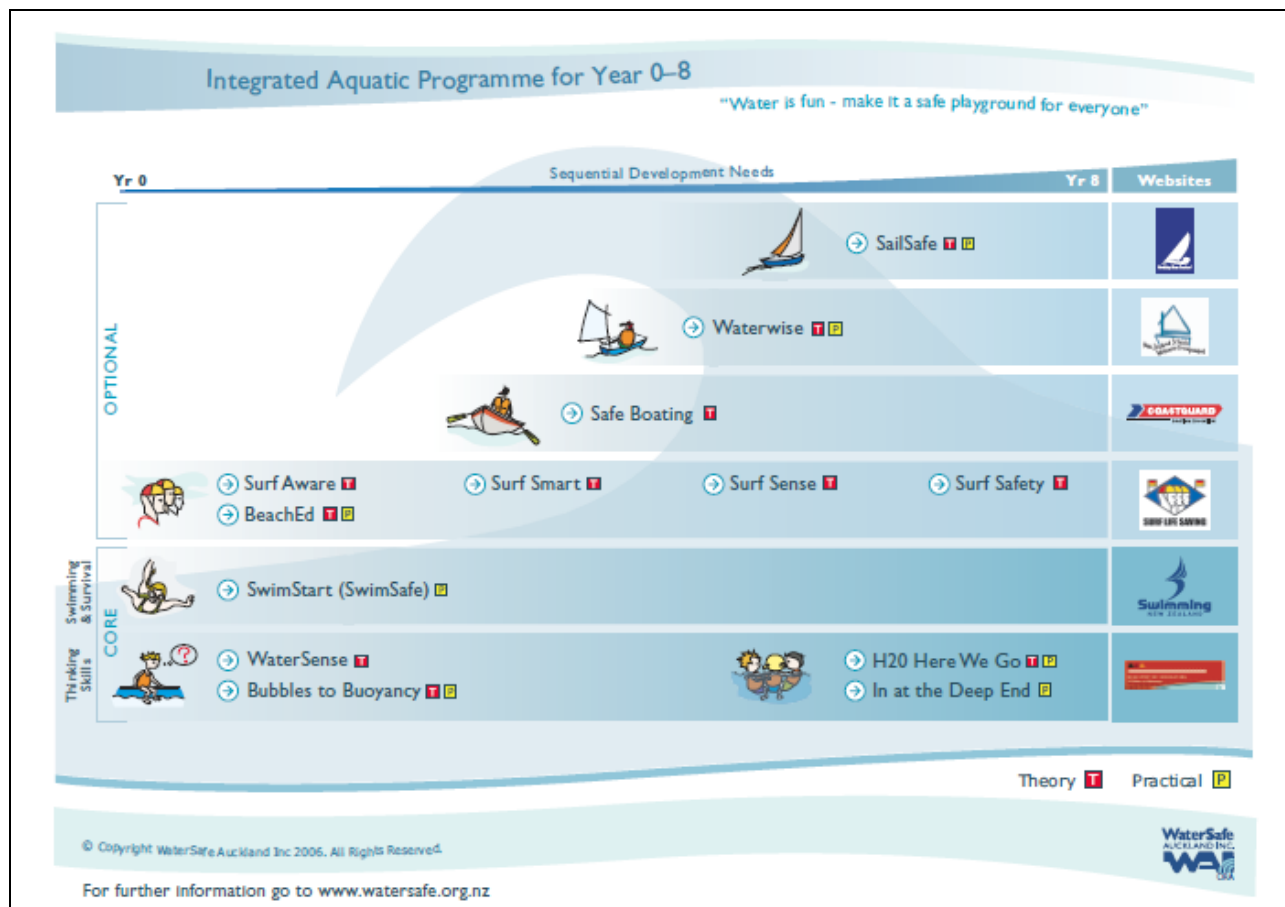 Integrated Aquatic Programme for Year 0–8
"Water is fun - make it a safe playground for everyone"
Yr 0
Sequential Development Needs
Yr 8
Websites
OPTIONAL
SailSafe T P
Waterwise T P
Safe Boating T
COASTGUARD
Surf Aware T
Surf Smart T
Surf Sense T
Surf Safety T
BeachEd T P
SURF LIFE SAVING
CORE
Swimming
& Survival
SwimStart (SwimSafe) P
Swimming
NEW ZEALAND
Thinking
Skills
?
WaterSense T
H20 Here We Go T P
Bubbles to Buoyancy T P
In at the Deep End P
Theory T
Practical P
© Copyright WaterSafe Auckland Inc 2006. All Rights Reserved.
WaterSafe
AUCKLAND INC.
For further information go to www.watersafe.org.nz